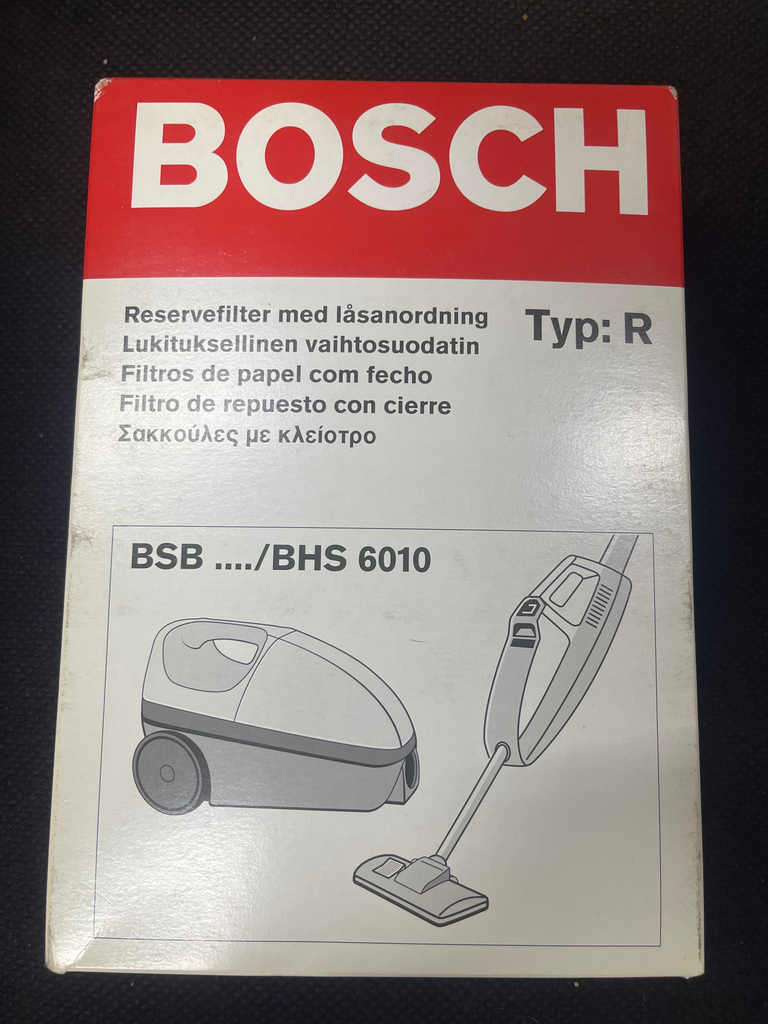 BOSCH
Reservefilter med låsanordning
Typ: R
Lukituksellinen vaihtosuodatin
Filtros de papel com fecho
Filtro de repuesto con cierre
Σακκούλες με κλείοτρο
BSB ..../BHS 6010